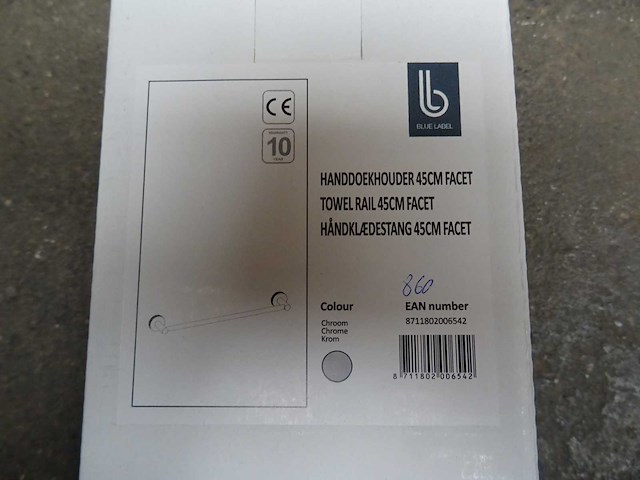 CE
10
YEAR
BLUE LABEL
HANDDOEKHOUDER 45CM FACET
TOWEL RAIL 45CM FACET
HÅNDKLÆDESTANG 45CM FACET
860
Colour EAN number
Chroom 8711802006542
Chrome
Krom
8 711802 006542